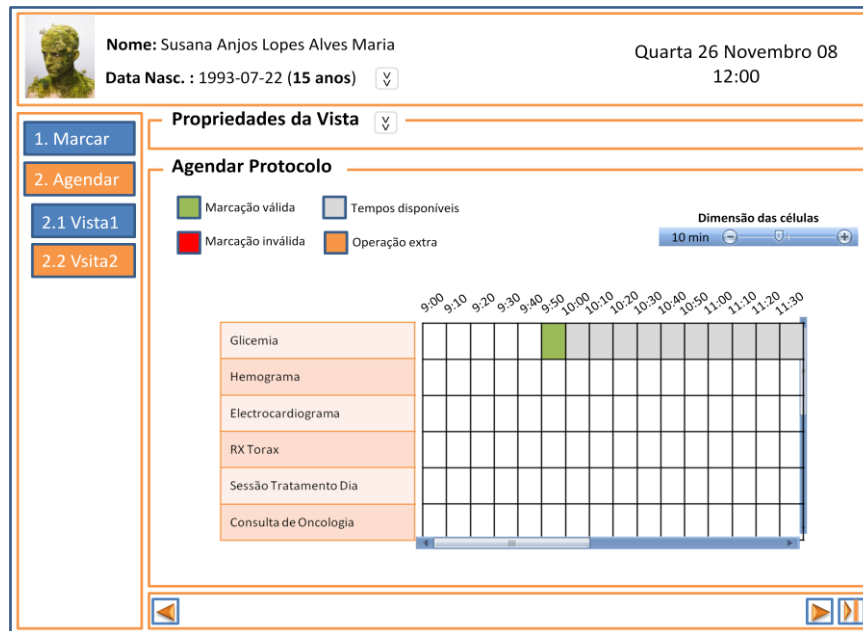 Nome: Susana Anjos Lopes Alves Maria
Data Nasc. : 1993-07-22 (15 anos)
Quarta 26 Novembro 08
12:00
1. Marcar
2. Agendar
2.1 Vista1
2.2 Vsita2
Propriedades da Vista
Agendar Protocolo
Marcação válida
Tempos disponíveis
Marcação inválida
Operação extra
Dimensão das células
10 min
9:00 9:10 9:20 9:30 9:40 9:50 10:00 10:10 10:20 10:30 10:40 10:50 11:00 11:10 11:20 11:30
Glicemia
Hemograma
Electrocardiograma
RX Torax
Sessão Tratamento Dia
Consulta de Oncologia